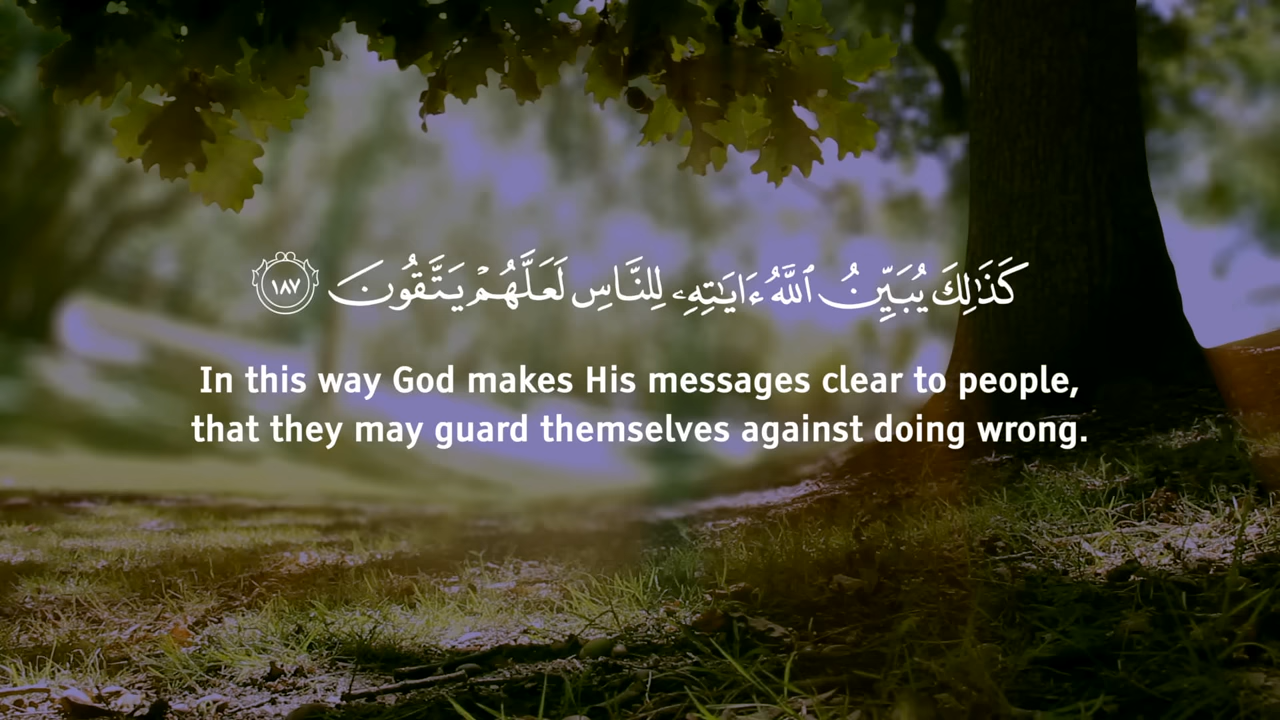 كَذَٰلِكَ يُبَيِّنُ ٱللَّهُ ءَايَـٰتِهِۦ لِلنَّاسِ لَعَلَّهُمْ يَتَّقُونَ ١٨٧
In this way God makes His messages clear to people,
that they may guard themselves against doing wrong.